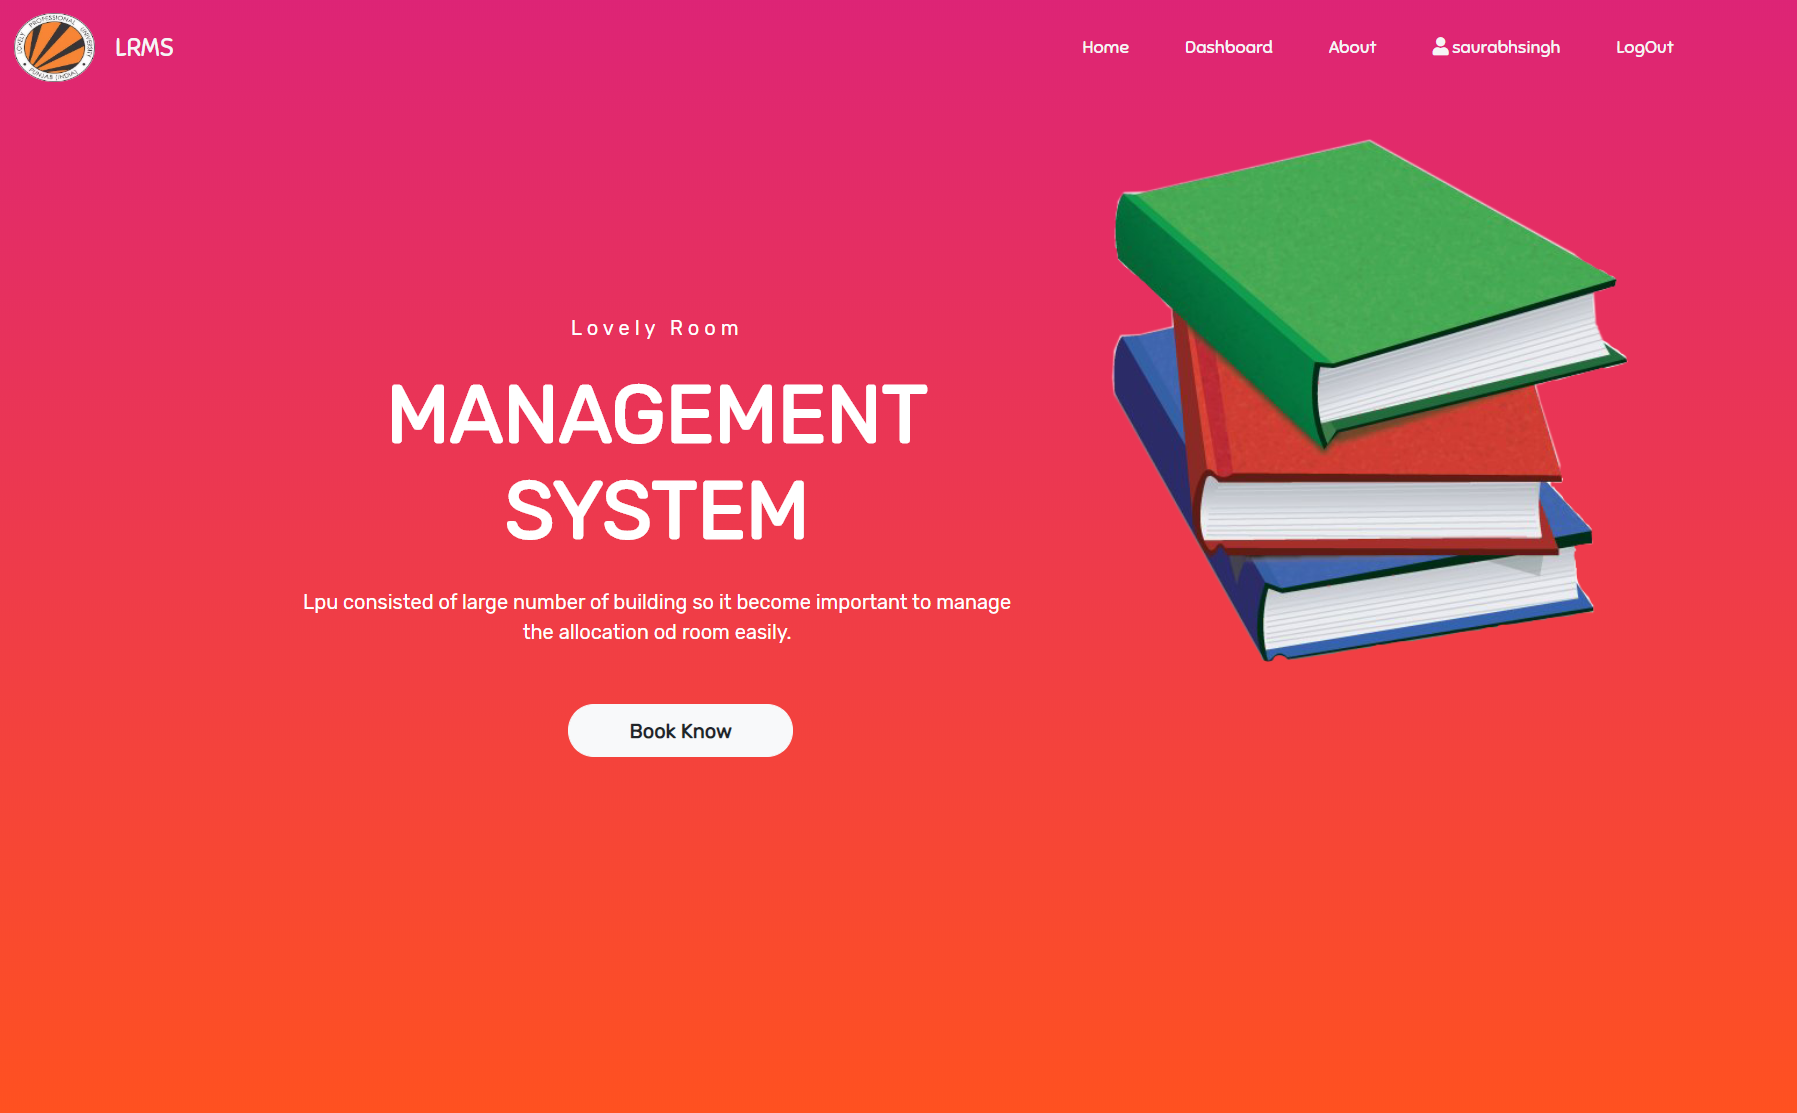 LOVELY PROFESSIONAL UNIVERSITY
PUNJAB (INDIA)
LRMS
Home
Dashboard
About
saurabhsingh
LogOut
Lovely Room
MANAGEMENT
SYSTEM
Lpu consisted of large number of building so it become important to manage
the allocation od room easily.
Book Know